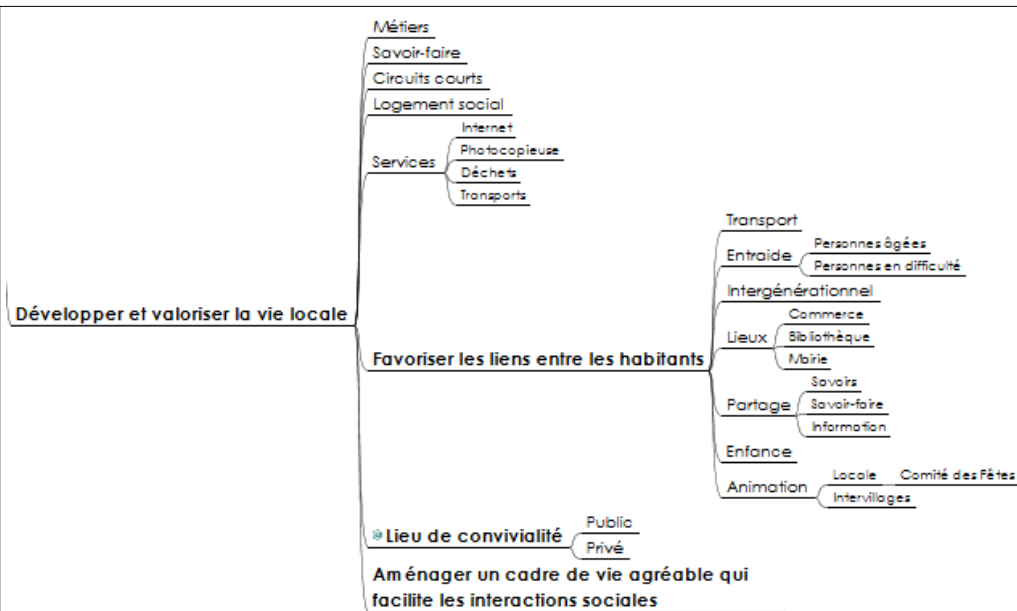 Métiers
Savoir-faire
Circuits courts
Logement social
Services
Internet
Photocopieuse
Déchets
Transports
Développer et valoriser la vie locale
Favoriser les liens entre les habitants
Transport
Entraide
Personnes âgées
Personnes en difficulté
Intergénérationnel
Lieux
Commerce
Bibliothèque
Mairie
Partage
Savoirs
Savoir-faire
Information
Enfance
Animation
Locale
Comité des Fêtes
Intervillages
Lieu de convivialité
Public
Privé
Aménager un cadre de vie agréable qui
facilite les interactions sociales